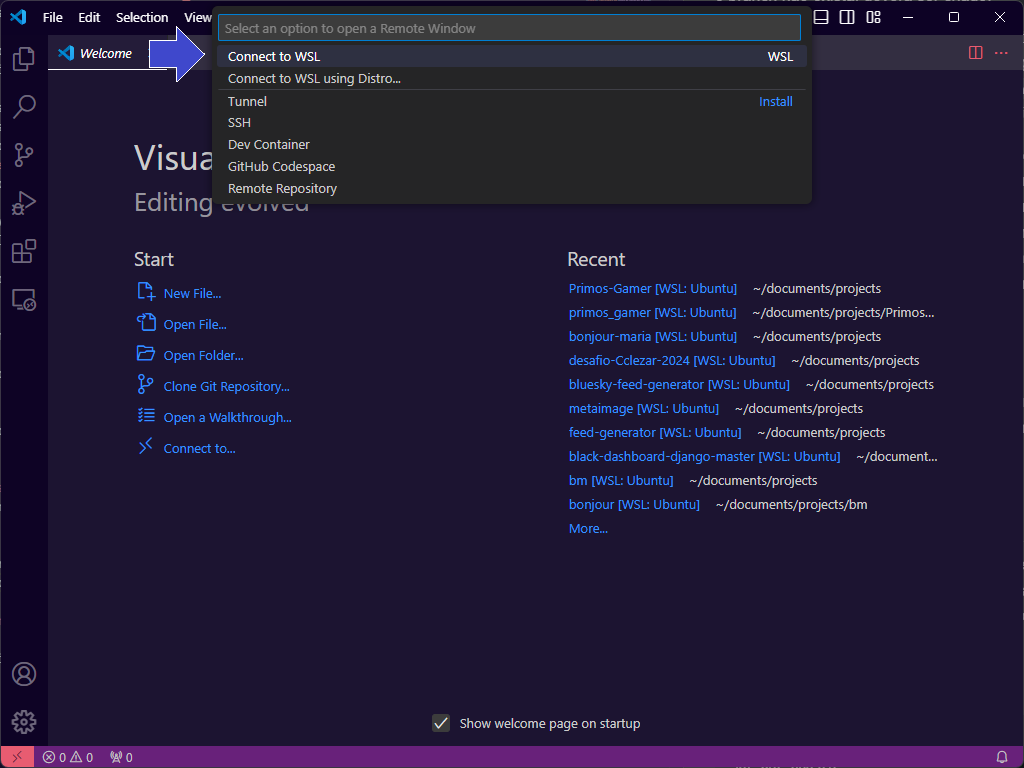 File Edit Selection View
Select an option to open a Remote Window
Welcome
Connect to WSL WSL
Connect to WSL using Distro...
Tunnel Install
SSH
Dev Container
GitHub Codespace
Remote Repository
Visua
Editing evolved
Start
New File...
Open File...
Open Folder...
Clone Git Repository...
Open a Walkthrough...
Connect to...
Recent
Primos-Gamer [WSL: Ubuntu] ~/documents/projects
primos_gamer [WSL: Ubuntu] ~/documents/projects/Primos...
bonjour-maria [WSL: Ubuntu] ~/documents/projects
desafio-Cclezar-2024 [WSL: Ubuntu] ~/documents/projects
bluesky-feed-generator [WSL: Ubuntu] ~/documents/projects
metaimage [WSL: Ubuntu] ~/documents/projects
feed-generator [WSL: Ubuntu] ~/documents/projects
black-dashboard-django-master [WSL: Ubuntu] ~/document...
bm [WSL: Ubuntu] ~/documents/projects
bonjour [WSL: Ubuntu] ~/documents/projects/bm
More...
Show welcome page on startup
0 0 0